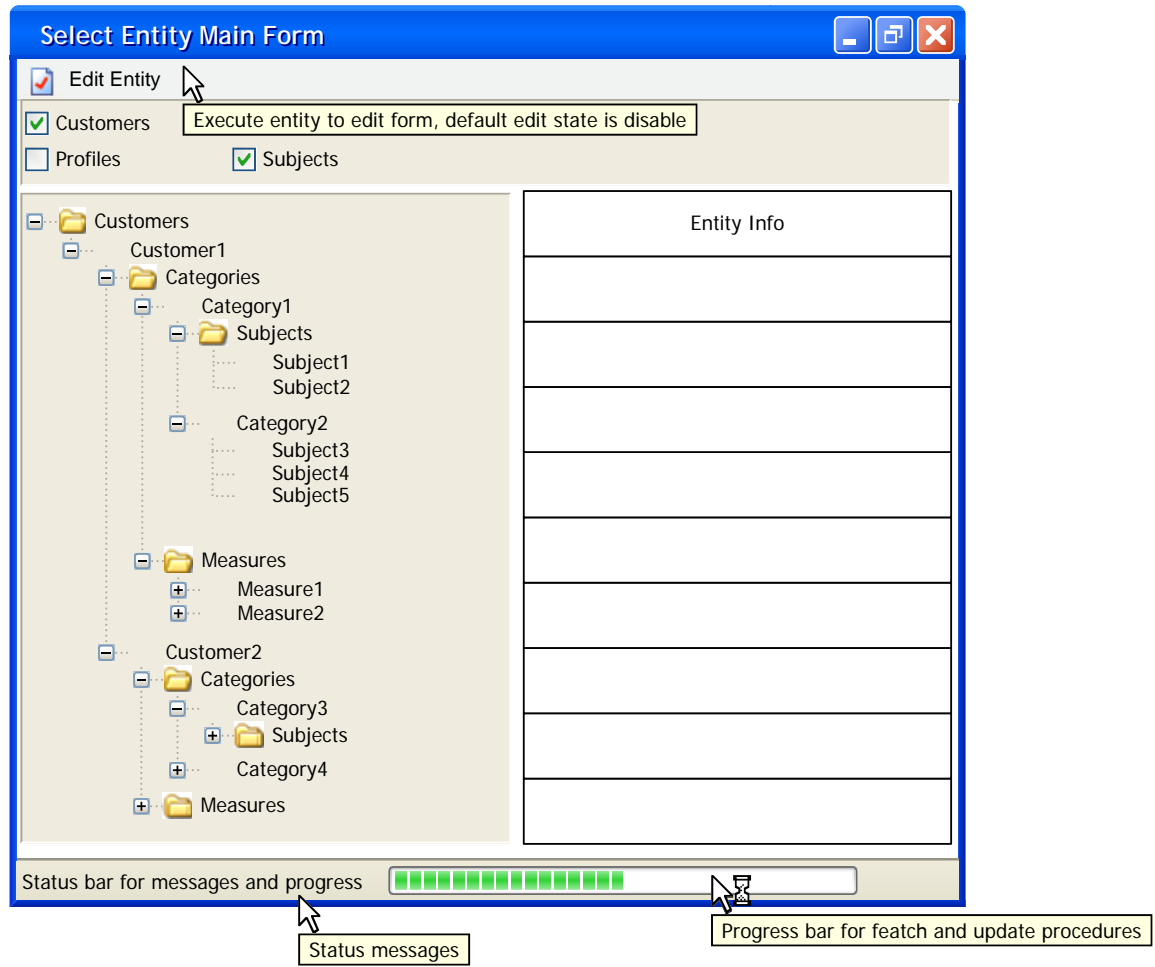 Select Entity Main Form
Edit Entity
Execute entity to edit form, default edit state is disable
Customers
Profiles
Subjects
Customers
Customer1
Categories
Category1
Subjects
Subject1
Subject2
Category2
Subject3
Subject4
Subject5
Measures
Measure1
Measure2
Customer2
Categories
Category3
Subjects
Category4
Measures
Entity Info
Status bar for messages and progress
Status messages
Progress bar for featch and update procedures